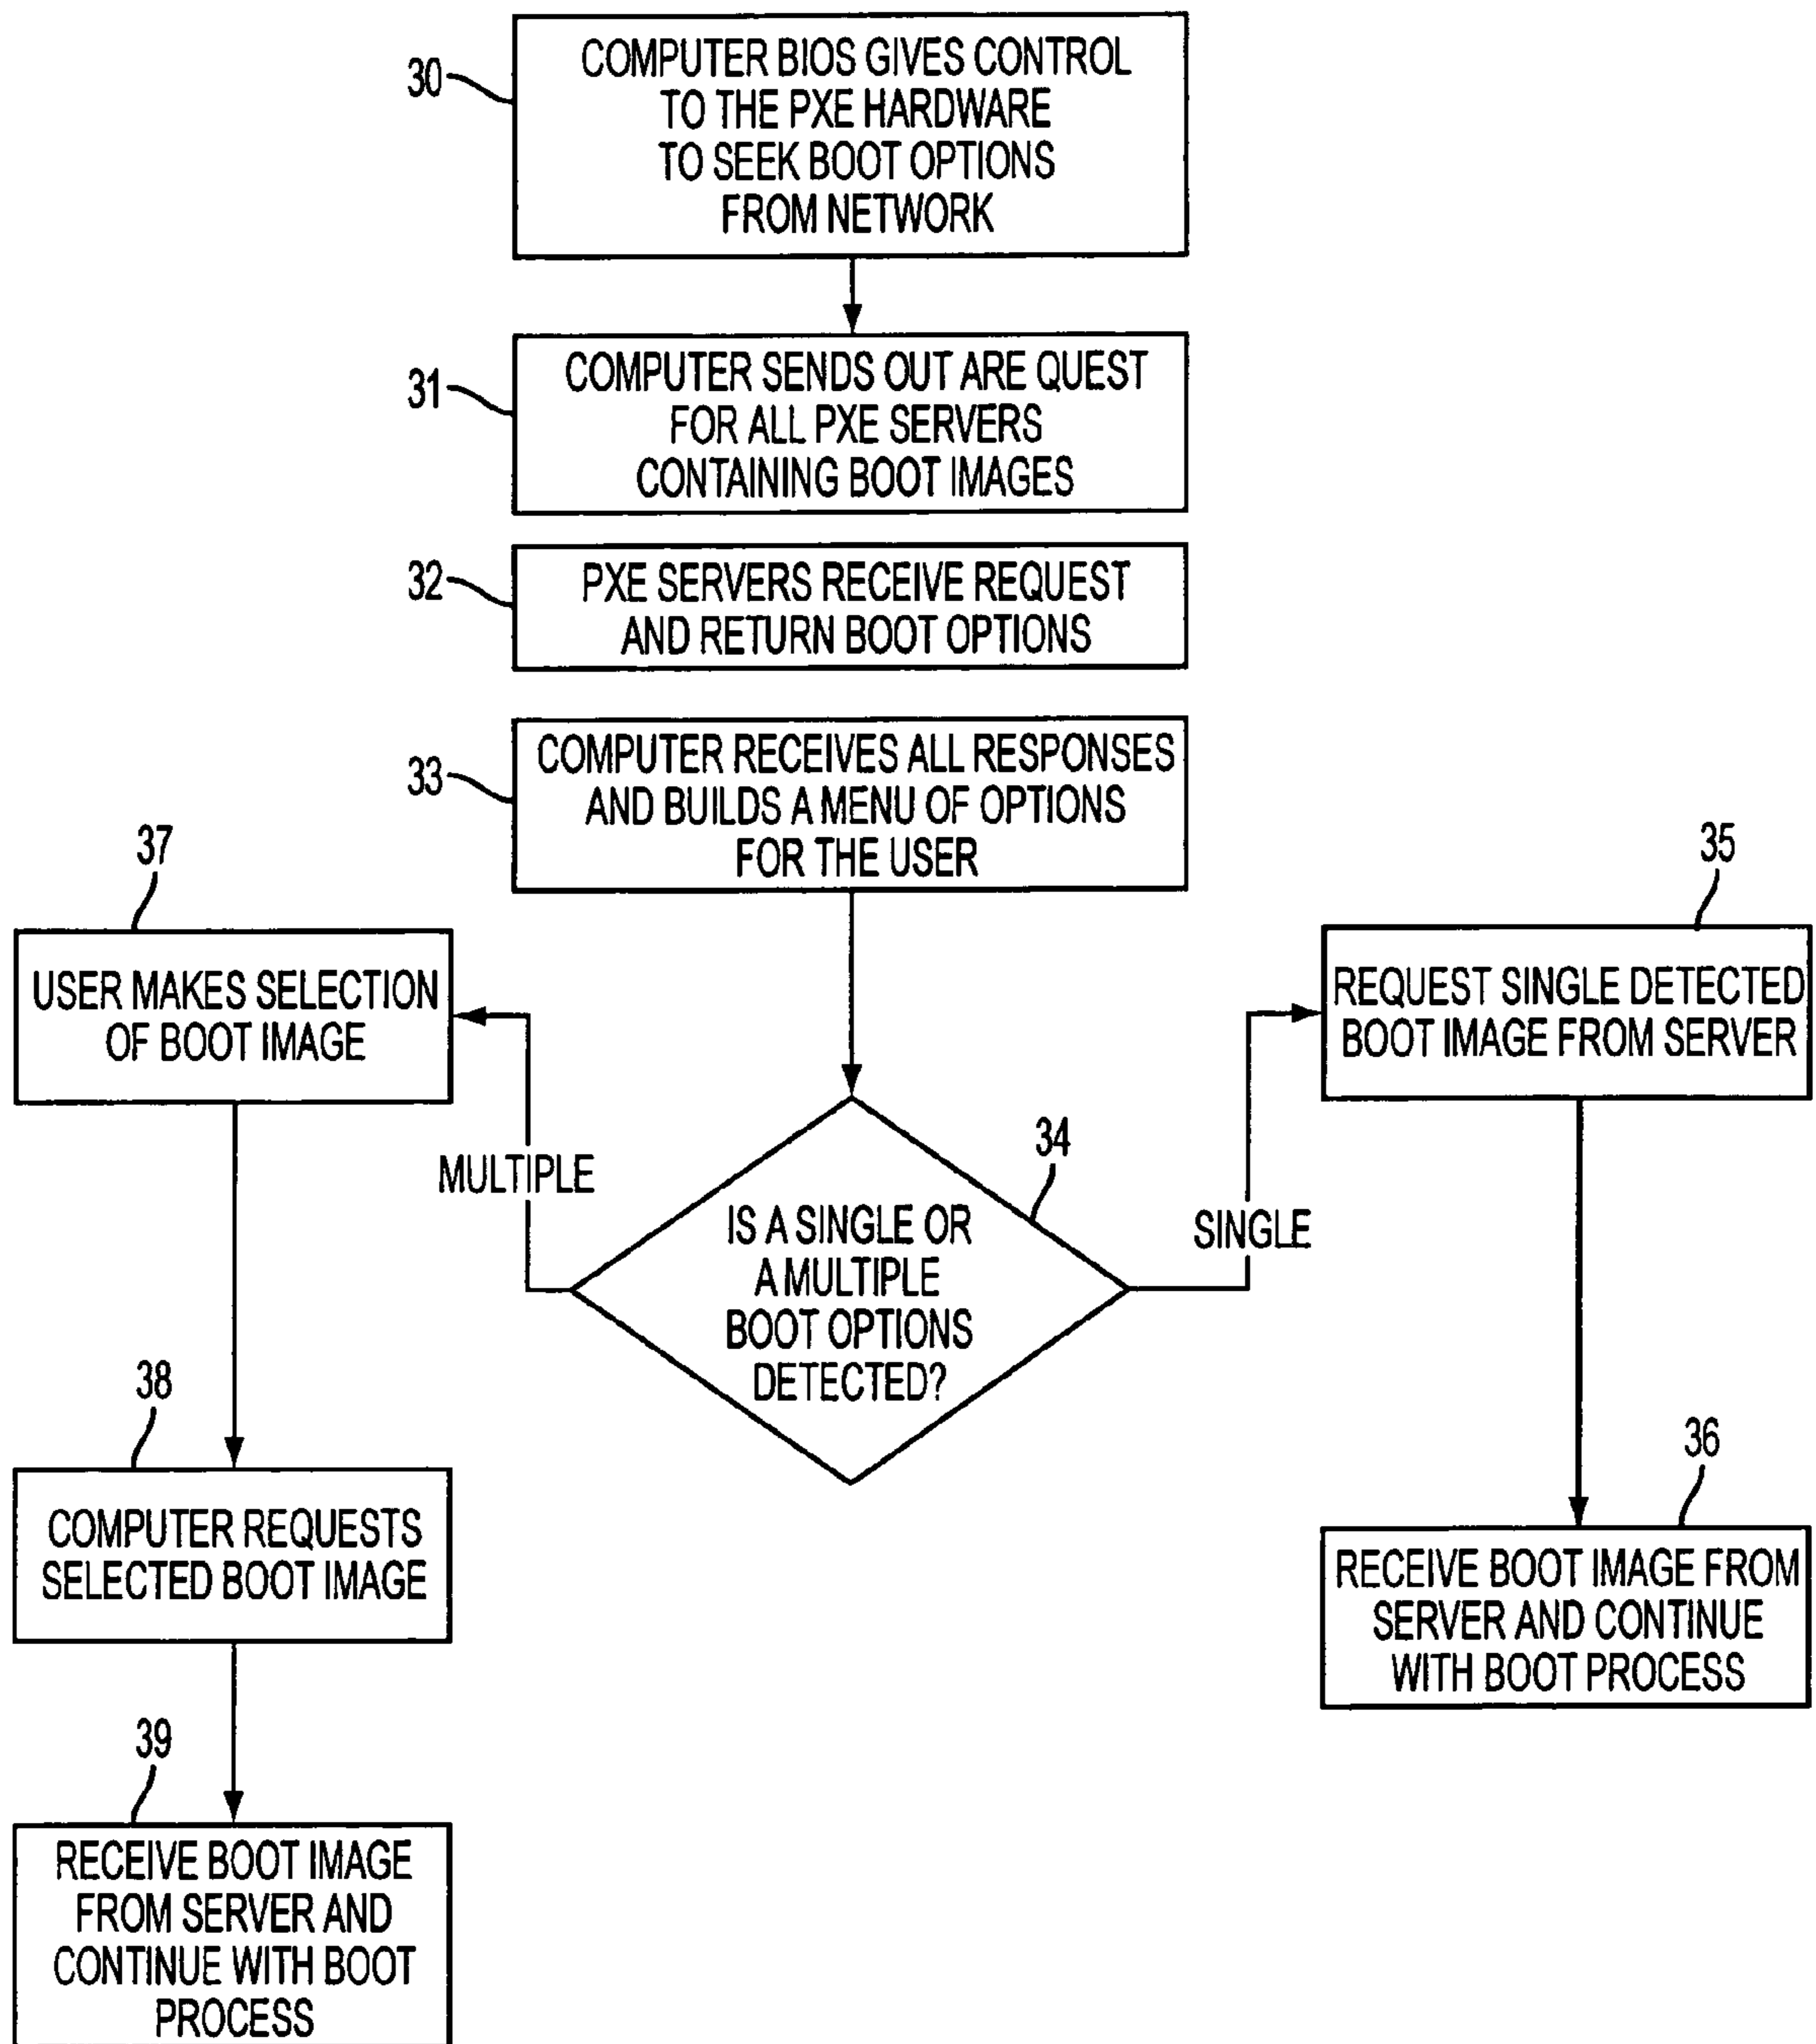 30
COMPUTER BIOS GIVES CONTROL
TO THE PXE HARDWARE
TO SEEK BOOT OPTIONS
FROM NETWORK
31
COMPUTER SENDS OUT ARE QUEST
FOR ALL PXE SERVERS
CONTAINING BOOT IMAGES
32
PXE SERVERS RECEIVE REQUEST
AND RETURN BOOT OPTIONS
33
COMPUTER RECEIVES ALL RESPONSES
AND BUILDS A MENU OF OPTIONS
FOR THE USER
34
IS A SINGLE OR
A MULTIPLE
BOOT OPTIONS
DETECTED?
MULTIPLE
SINGLE
37
USER MAKES SELECTION
OF BOOT IMAGE
38
COMPUTER REQUESTS
SELECTED BOOT IMAGE
39
RECEIVE BOOT IMAGE
FROM SERVER AND
CONTINUE WITH BOOT
PROCESS
35
REQUEST SINGLE DETECTED
BOOT IMAGE FROM SERVER
36
RECEIVE BOOT IMAGE FROM
SERVER AND CONTINUE
WITH BOOT PROCESS